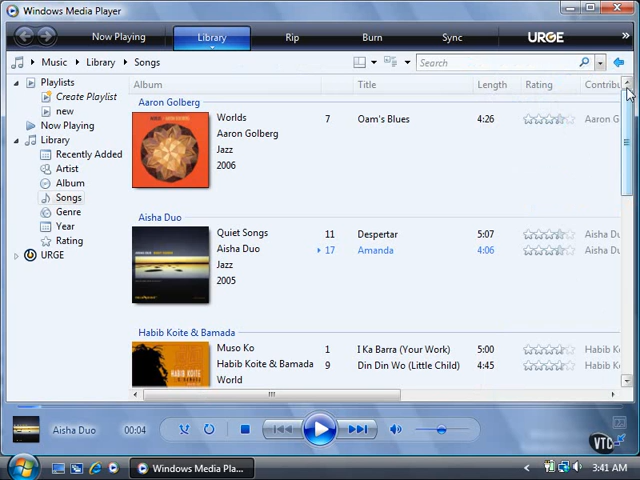 Windows Media Player
Now Playing
Library
Rip
Burn
Sync
URGE
»
Music ▸ Library ▸ Songs
Search
Playlists
Create Playlist
new
Now Playing
Library
Recently Added
Artist
Album
Songs
Genre
Year
Rating
URGE
Album
Title
Length
Rating
Contribu
Aaron Golberg
Worlds
7
Oam's Blues
4:26
Aaron G
Aaron Golberg
Jazz
2006
Aisha Duo
Quiet Songs
11
Despertar
5:07
Aisha Du
Aisha Duo
17
Amanda
4:06
Aisha Du
Jazz
2005
Habib Koite & Bamada
Muso Ko
1
I Ka Barra (Your Work)
5:00
Habib K
Habib Koite & Bamada
9
Din Din Wo (Little Child)
4:45
Habib K
World
Aisha Duo
00:04
VTC
Windows Media Pla...
3:41 AM